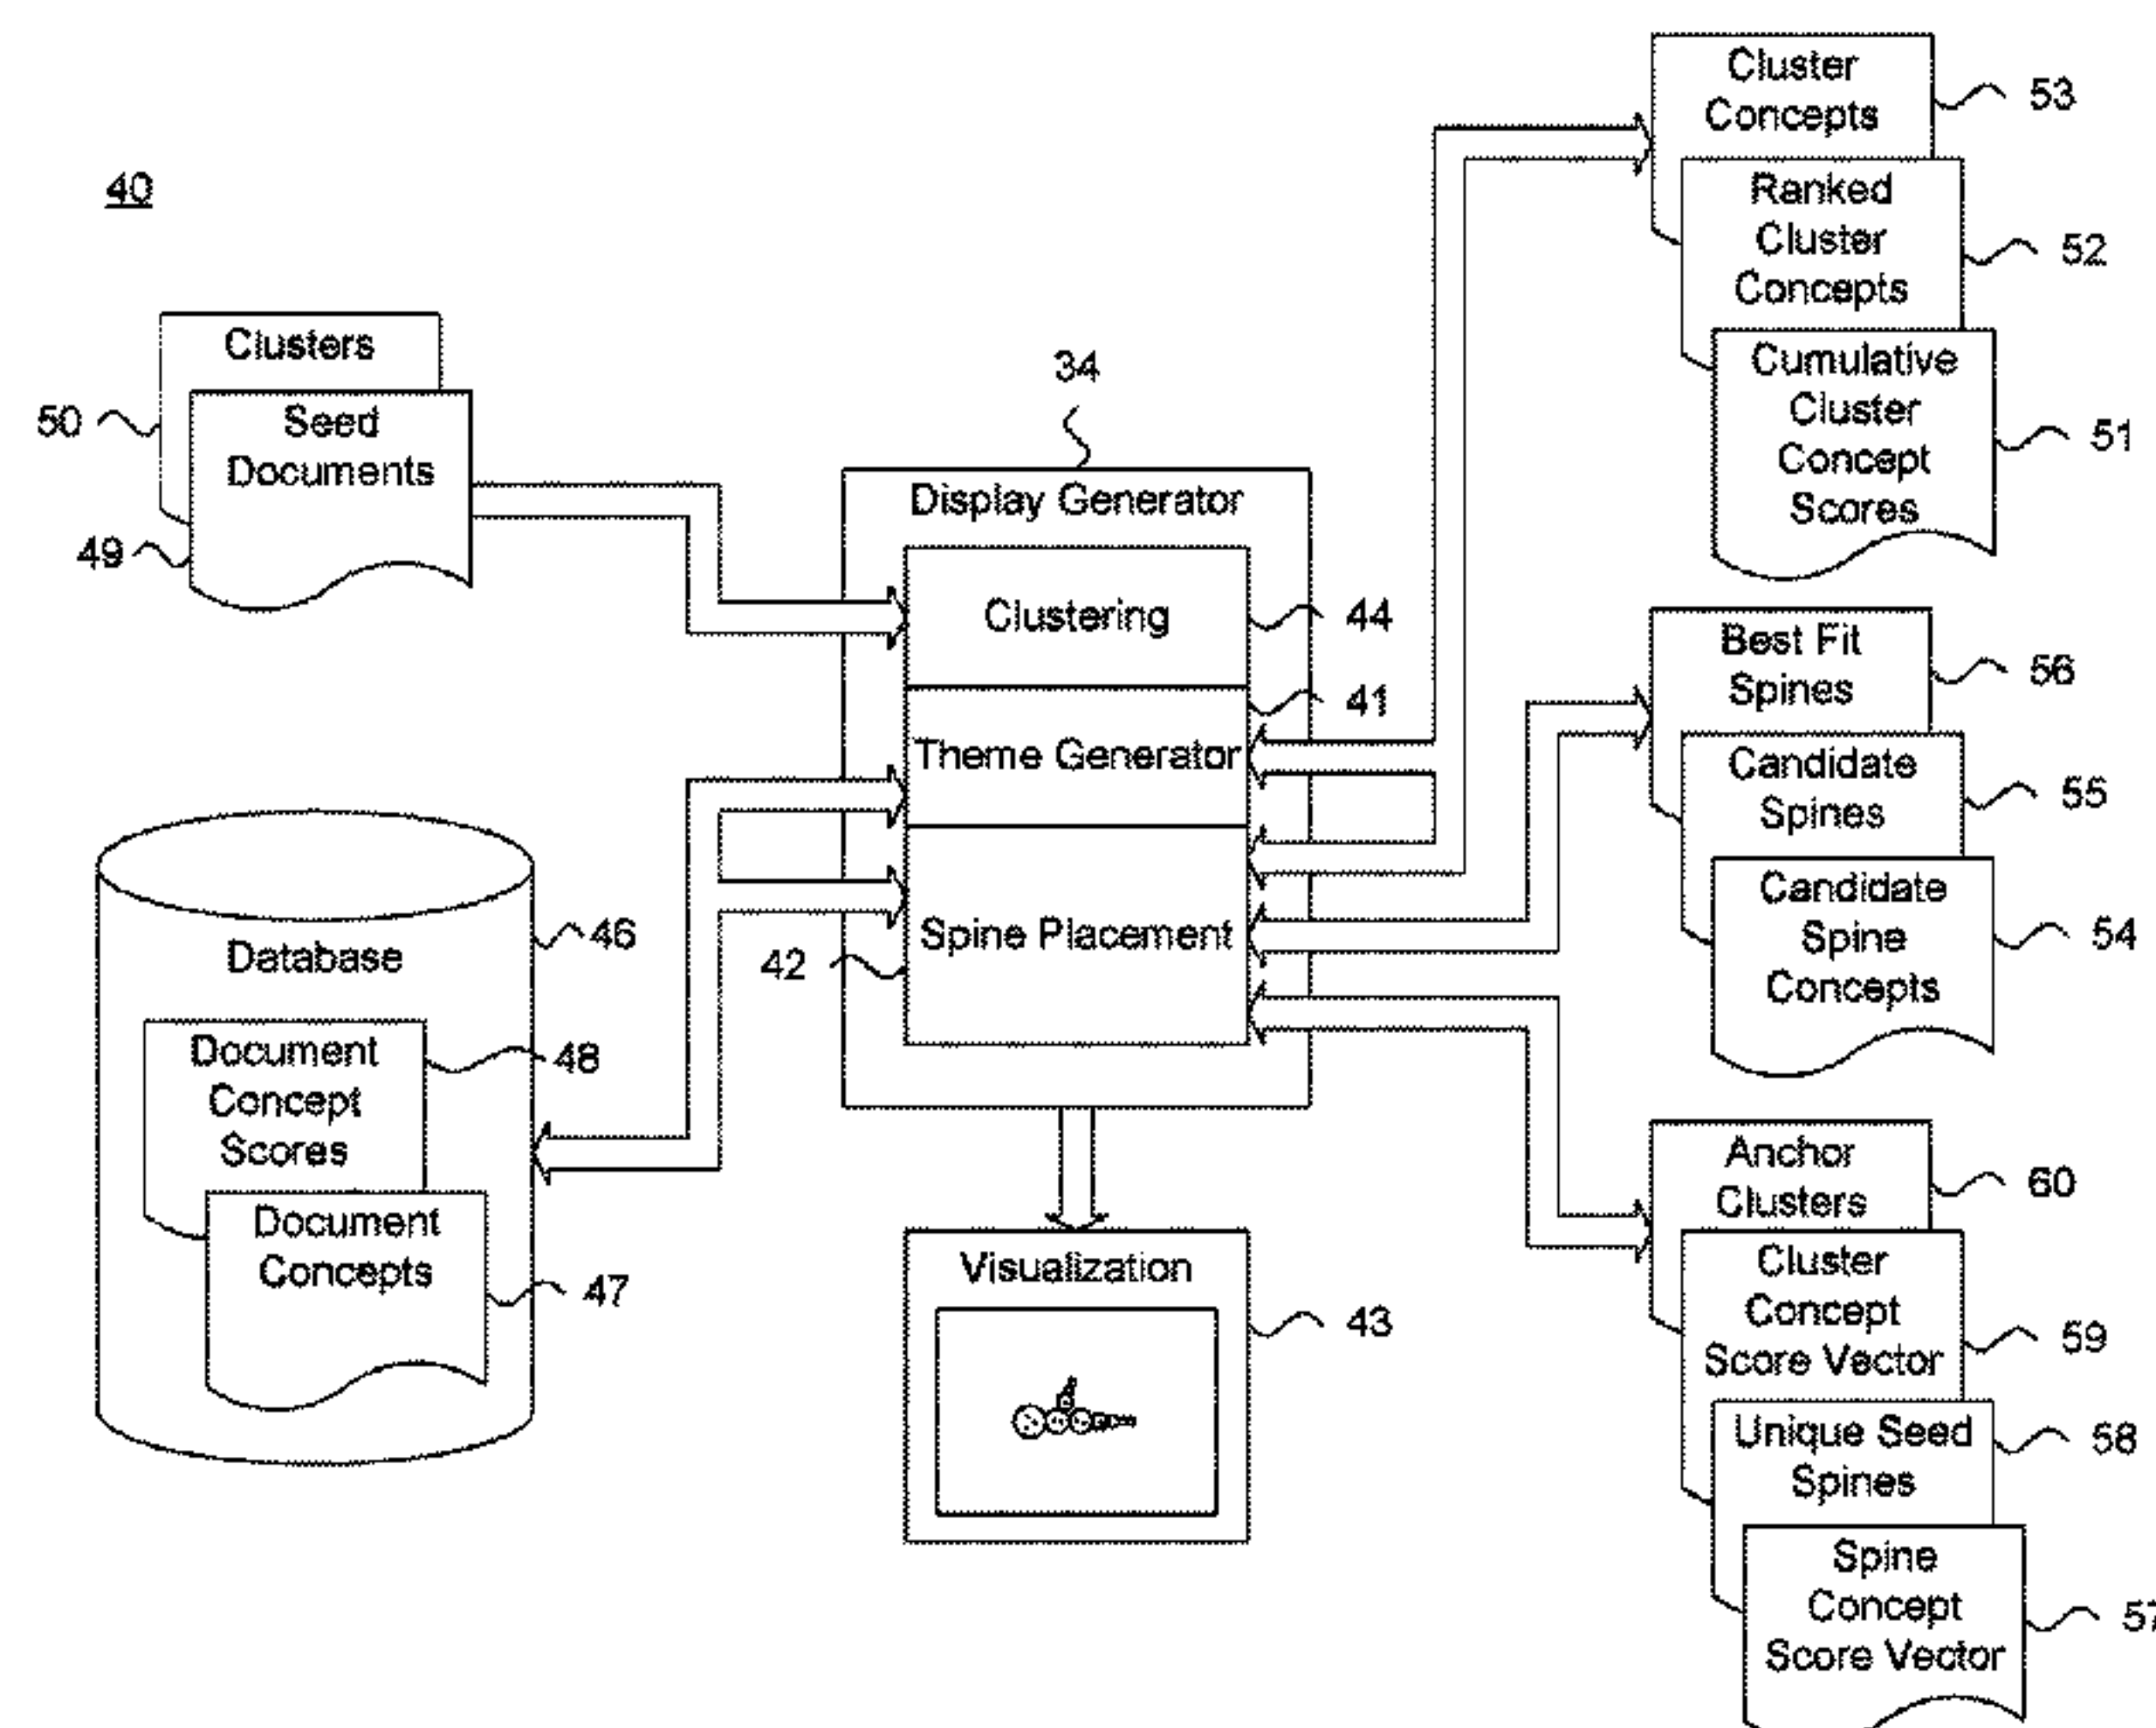 40
Clusters
50
Seed
Documents
49
34
Display Generator
Clustering
44
41
Theme Generator
Spine Placement
42
Database
46
Document
Concept
Scores
48
Document
Concepts
47
Visualization
43
Cluster
Concepts
53
Ranked
Cluster
Concepts
52
Cumulative
Cluster
Concept
Scores
51
Best Fit
Spines
56
Candidate
Spines
55
Candidate
Spine
Concepts
54
Anchor
Clusters
60
Cluster
Concept
Score Vector
59
Unique Seed
Spines
58
Spine
Concept
Score Vector
57